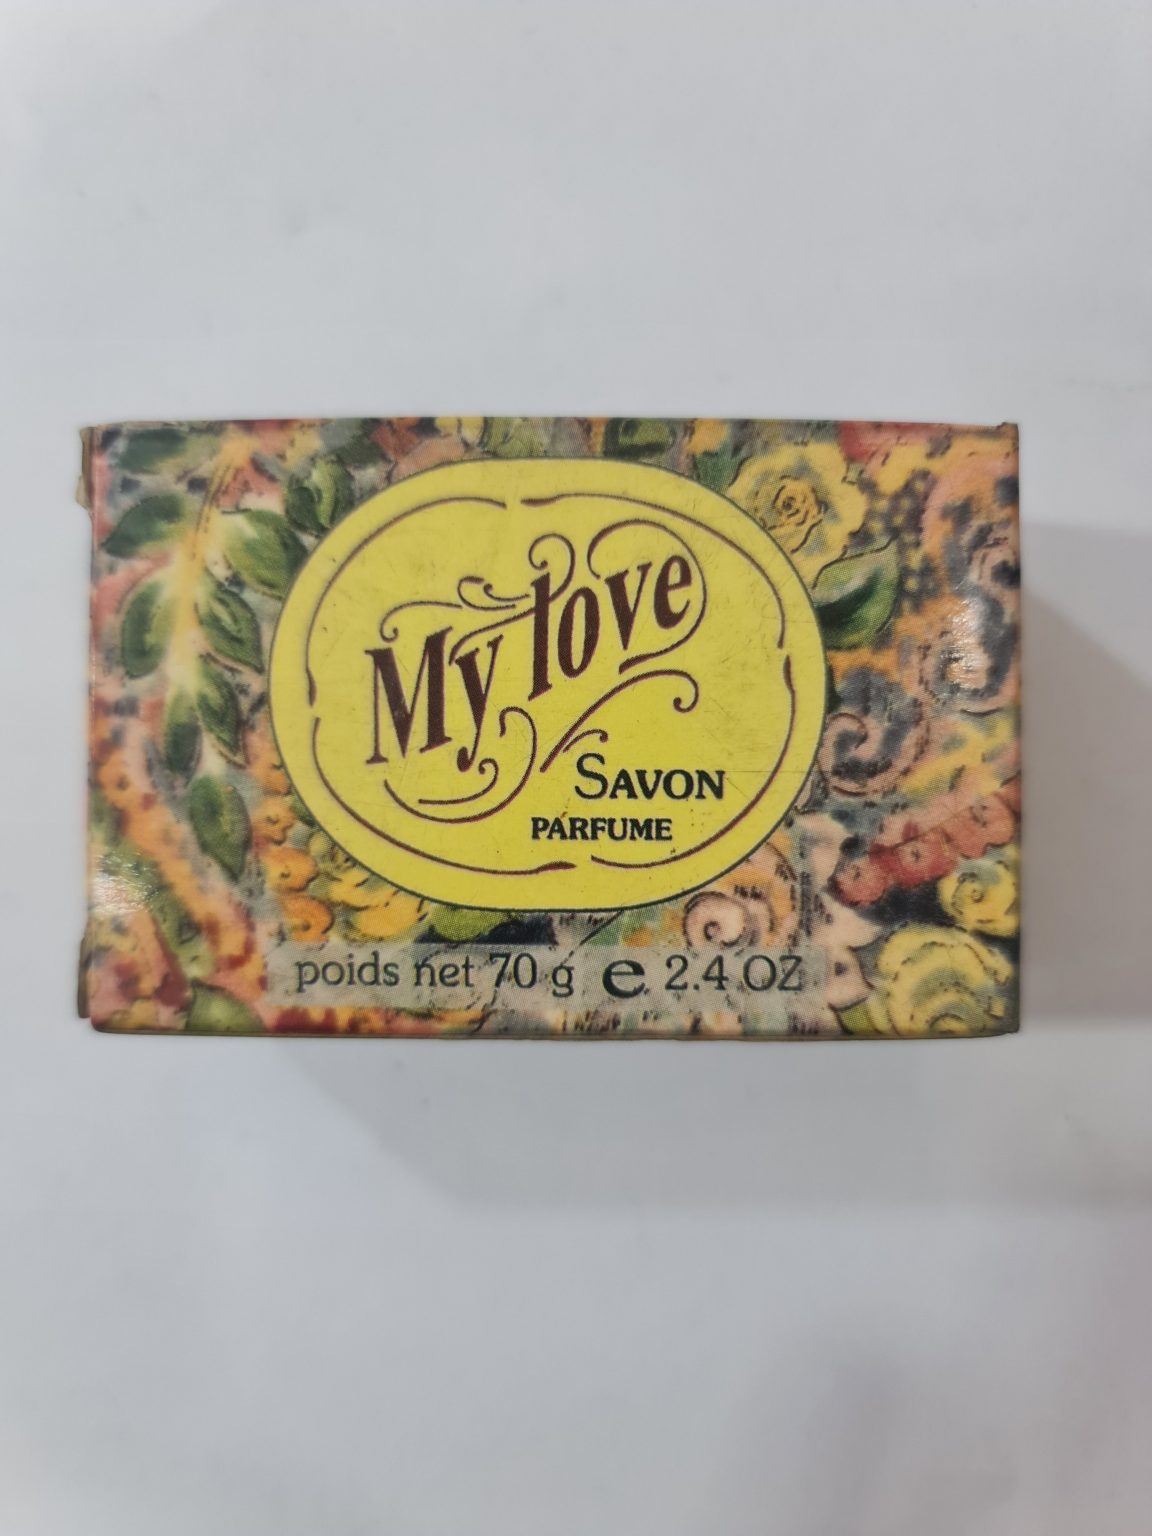 My love
SAVON
PARFUME
poids net 70 g e 2.4 OZ